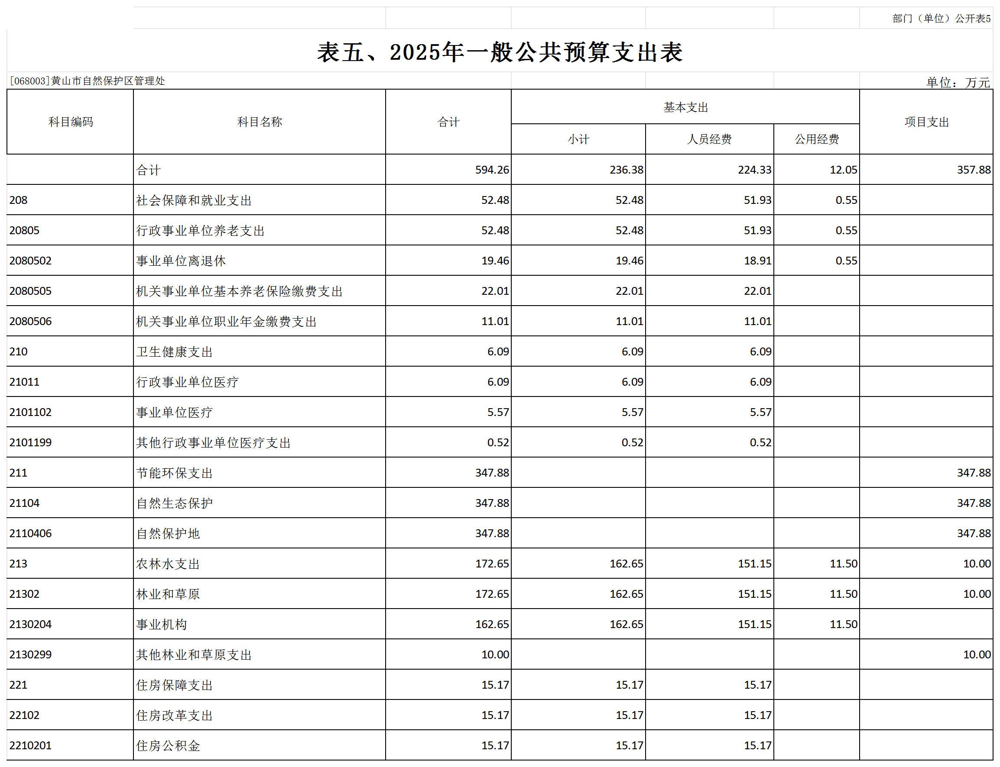 部门（单位）公开表5
表五、2025年一般公共预算支出表
[068003]黄山市自然保护区管理处 单位：万元
科目编码 科目名称 合计 基本支出 项目支出
小计 人员经费 公用经费
合计 594.26 236.38 224.33 12.05 357.88
208 社会保障和就业支出 52.48 52.48 51.93 0.55
20805 行政事业单位养老支出 52.48 52.48 51.93 0.55
2080502 事业单位离退休 19.46 19.46 18.91 0.55
2080505 机关事业单位基本养老保险缴费支出 22.01 22.01 22.01
2080506 机关事业单位职业年金缴费支出 11.01 11.01 11.01
210 卫生健康支出 6.09 6.09 6.09
21011 行政事业单位医疗 6.09 6.09 6.09
2101102 事业单位医疗 5.57 5.57 5.57
2101199 其他行政事业单位医疗支出 0.52 0.52 0.52
211 节能环保支出 347.88 347.88
21104 自然生态保护 347.88 347.88
2110406 自然保护地 347.88 347.88
213 农林水支出 172.65 162.65 151.15 11.50 10.00
21302 林业和草原 172.65 162.65 151.15 11.50 10.00
2130204 事业机构 162.65 162.65 151.15 11.50
2130299 其他林业和草原支出 10.00 10.00
221 住房保障支出 15.17 15.17 15.17
22102 住房改革支出 15.17 15.17 15.17
2210201 住房公积金 15.17 15.17 15.17